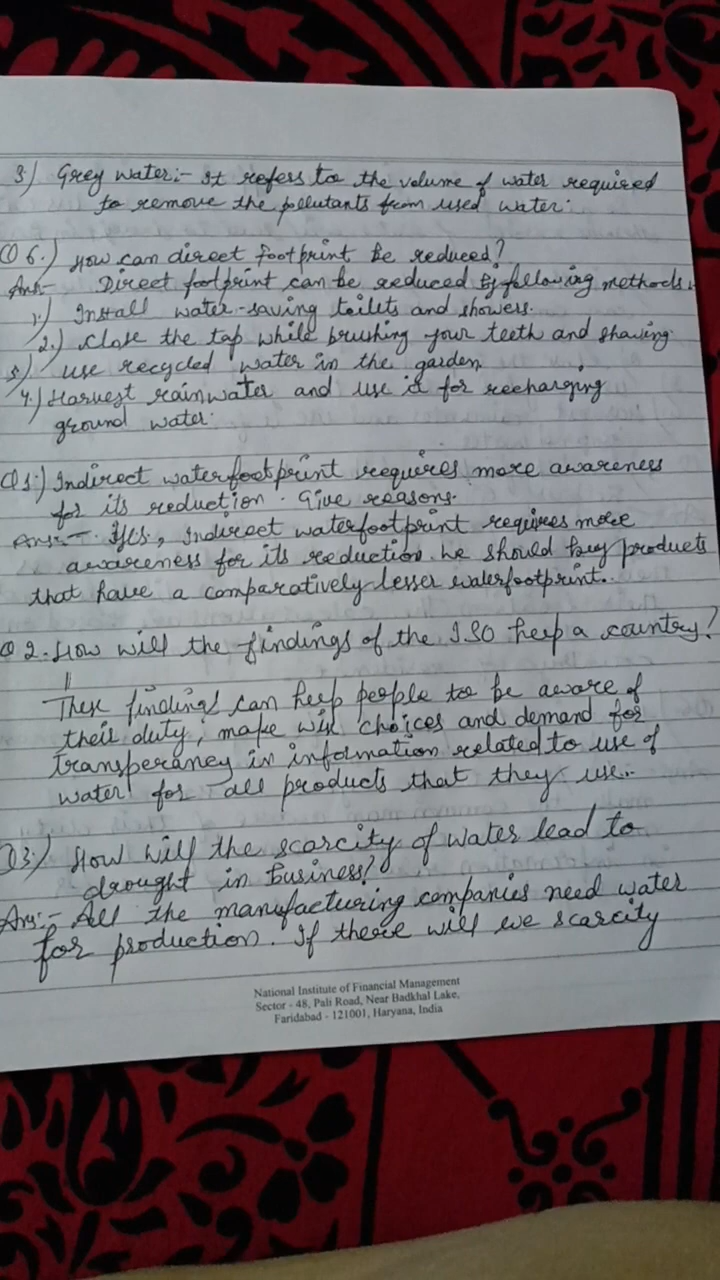 3) Grey water:- It refers to the volume of water required
to remove the pollutants from used water.
Q 6.) How can direct footprint be reduced?
Ans:- Direct footprint can be reduced by following methods:
1.) Install water-saving toilets and showers.
2.) Close the tap while brushing your teeth and shaving.
3) use recycled water in the garden.
4.) Harvest rainwater and use it for recharging
ground water.
Q1:) Indirect waterfootprint requires more awareness
for its reduction. Give reasons.
Ans:- Yes, Indirect waterfootprint requires more
awareness for its reduction. we should buy products
that have a comparatively lesser waterfootprint.
Q 2. How will the findings of the ISO help a country?
These findings can help people to be aware of
their duty, make wise choices and demand for
transperancy in information related to use of
water for all products that they use.
Q3:) How will the scarcity of water lead to
drought in business?
Ans:- All the manufacturing companies need water
for production. If there will we scarcity
National Institute of Financial Management
Sector - 48, Pali Road, Near Badkhal Lake,
Faridabad - 121001, Haryana, India